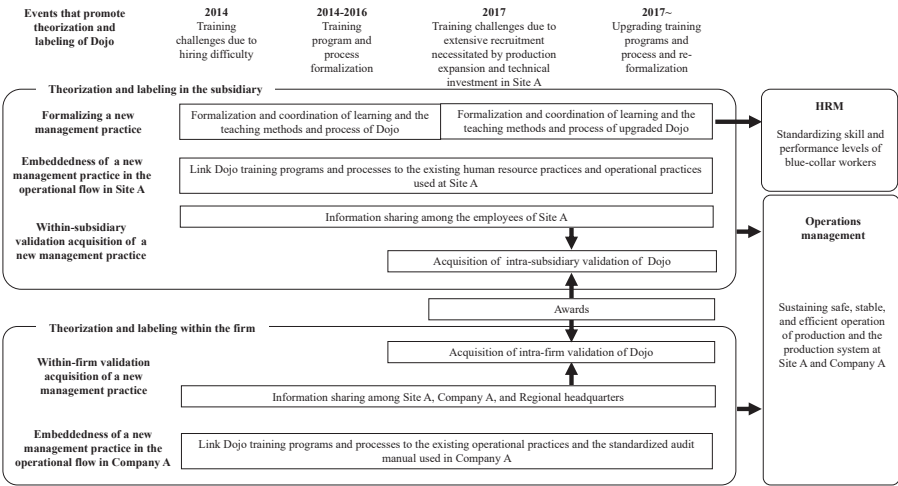 Events that promote
theorization and
labeling of Dojo
2014
Training
challenges due to
hiring difficulty
2014-2016
Training
program and
process
formalization
2017
Training challenges due to
extensive recruitment
necessitated by production
expansion and technical
investment in Site A
2017~
Upgrading training
programs and
process and re-
formalization
Theorization and labeling in the subsidiary
Formalizing a new
management practice
Formalization and coordination of learning and the
teaching methods and process of Dojo
Formalization and coordination of learning and the
teaching methods and process of upgraded Dojo
Embeddedness of a new
management practice in the
operational flow in Site A
Link Dojo training programs and processes to the existing human resource practices and operational practices
used at Site A
Within-subsidiary
validation acquisition of a
new management practice
Information sharing among the employees of Site A
Acquisition of intra-subsidiary validation of Dojo
Awards
Theorization and labeling within the firm
Within-firm validation
acquisition of a new
management practice
Acquisition of intra-firm validation of Dojo
Information sharing among Site A, Company A, and Regional headquarters
Embeddedness of a new
management practice in the
operational flow in Company A
Link Dojo training programs and processes to the existing operational practices and the standardized audit
manual used in Company A
HRM
Standardizing skill and
performance levels of
blue-collar workers
Operations
management
Sustaining safe, stable,
and efficient operation
of production and the
production system at
Site A and Company A